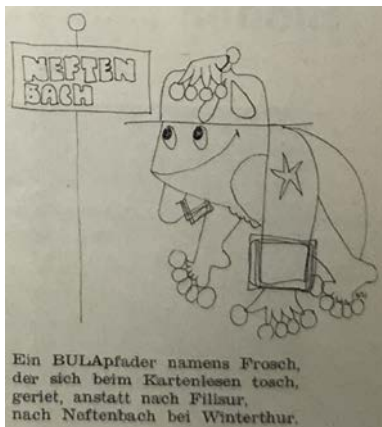 NEFTEN
BACH
Ein BULApfader namens Frosch,
der sich beim Kartenlesen tosch,
geriet, anstatt nach Filisur,
nach Neftenbach bei Winterthur.